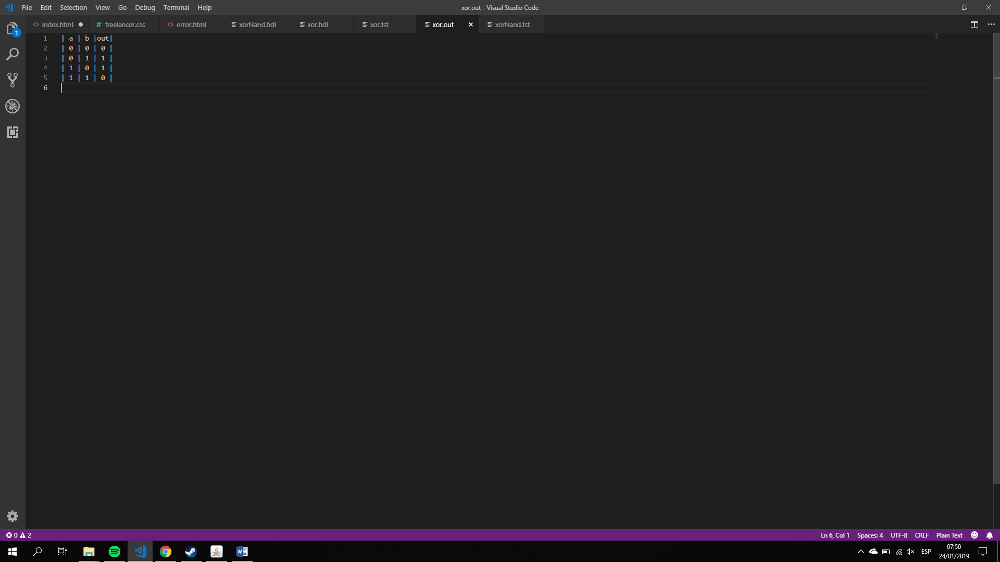 File Edit Selection View Go Debug Terminal Help
xor.out - Visual Studio Code
index.html freelancer.css error.html xorNand.hdl xor.hdl xor.tst xor.out xorNand.tst
1
1 | a | b |out|
2 | 0 | 0 | 0 |
3 | 0 | 1 | 1 |
4 | 1 | 0 | 1 |
5 | 1 | 1 | 0 |
6
0 2 Ln 6, Col 1 Spaces: 4 UTF-8 CRLF Plain Text
ESP
07:50
24/01/2019